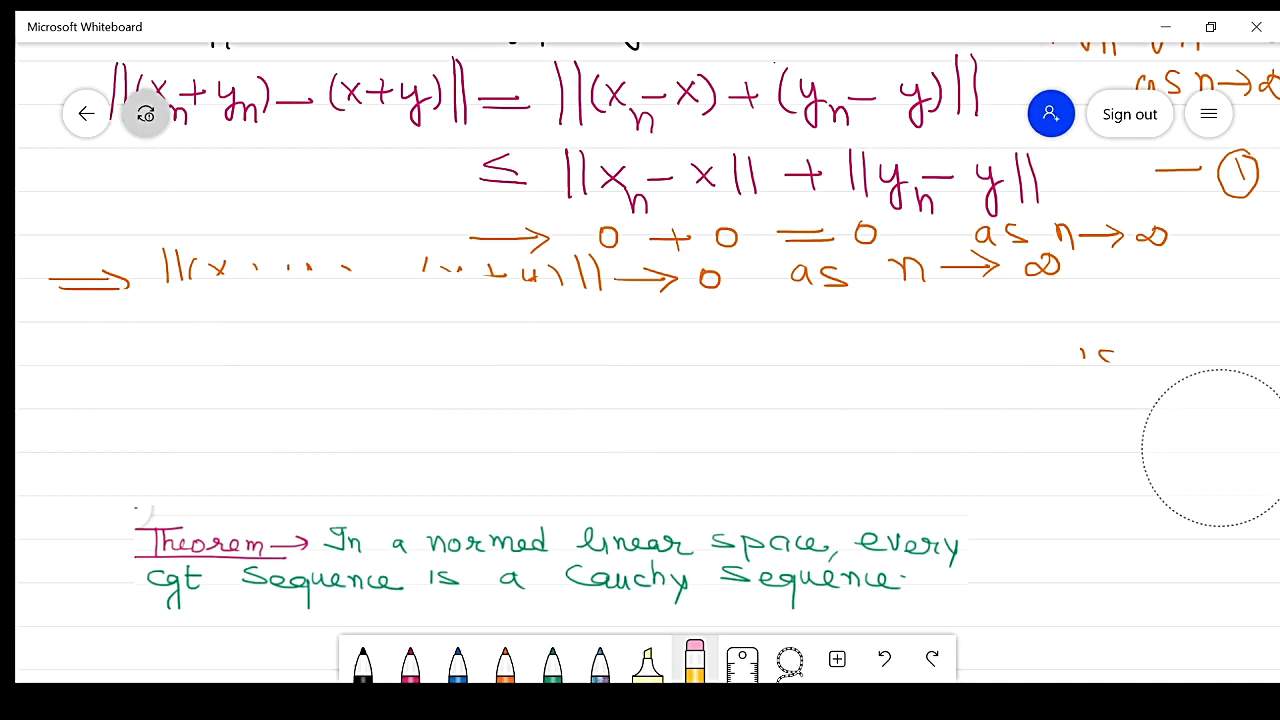 Microsoft Whiteboard
as n→∞
||(xₙ+yₙ)—(x+y)|| = ||(xₙ-x)+(yₙ-y)||
Sign out
≤ ||xₙ-x|| + ||yₙ-y|| — ①
→ 0 + 0 = 0 as n→∞
⇒ →0 as n→∞
Theorem → In a normed linear space, every
cgt Sequence is a Cauchy Sequence.